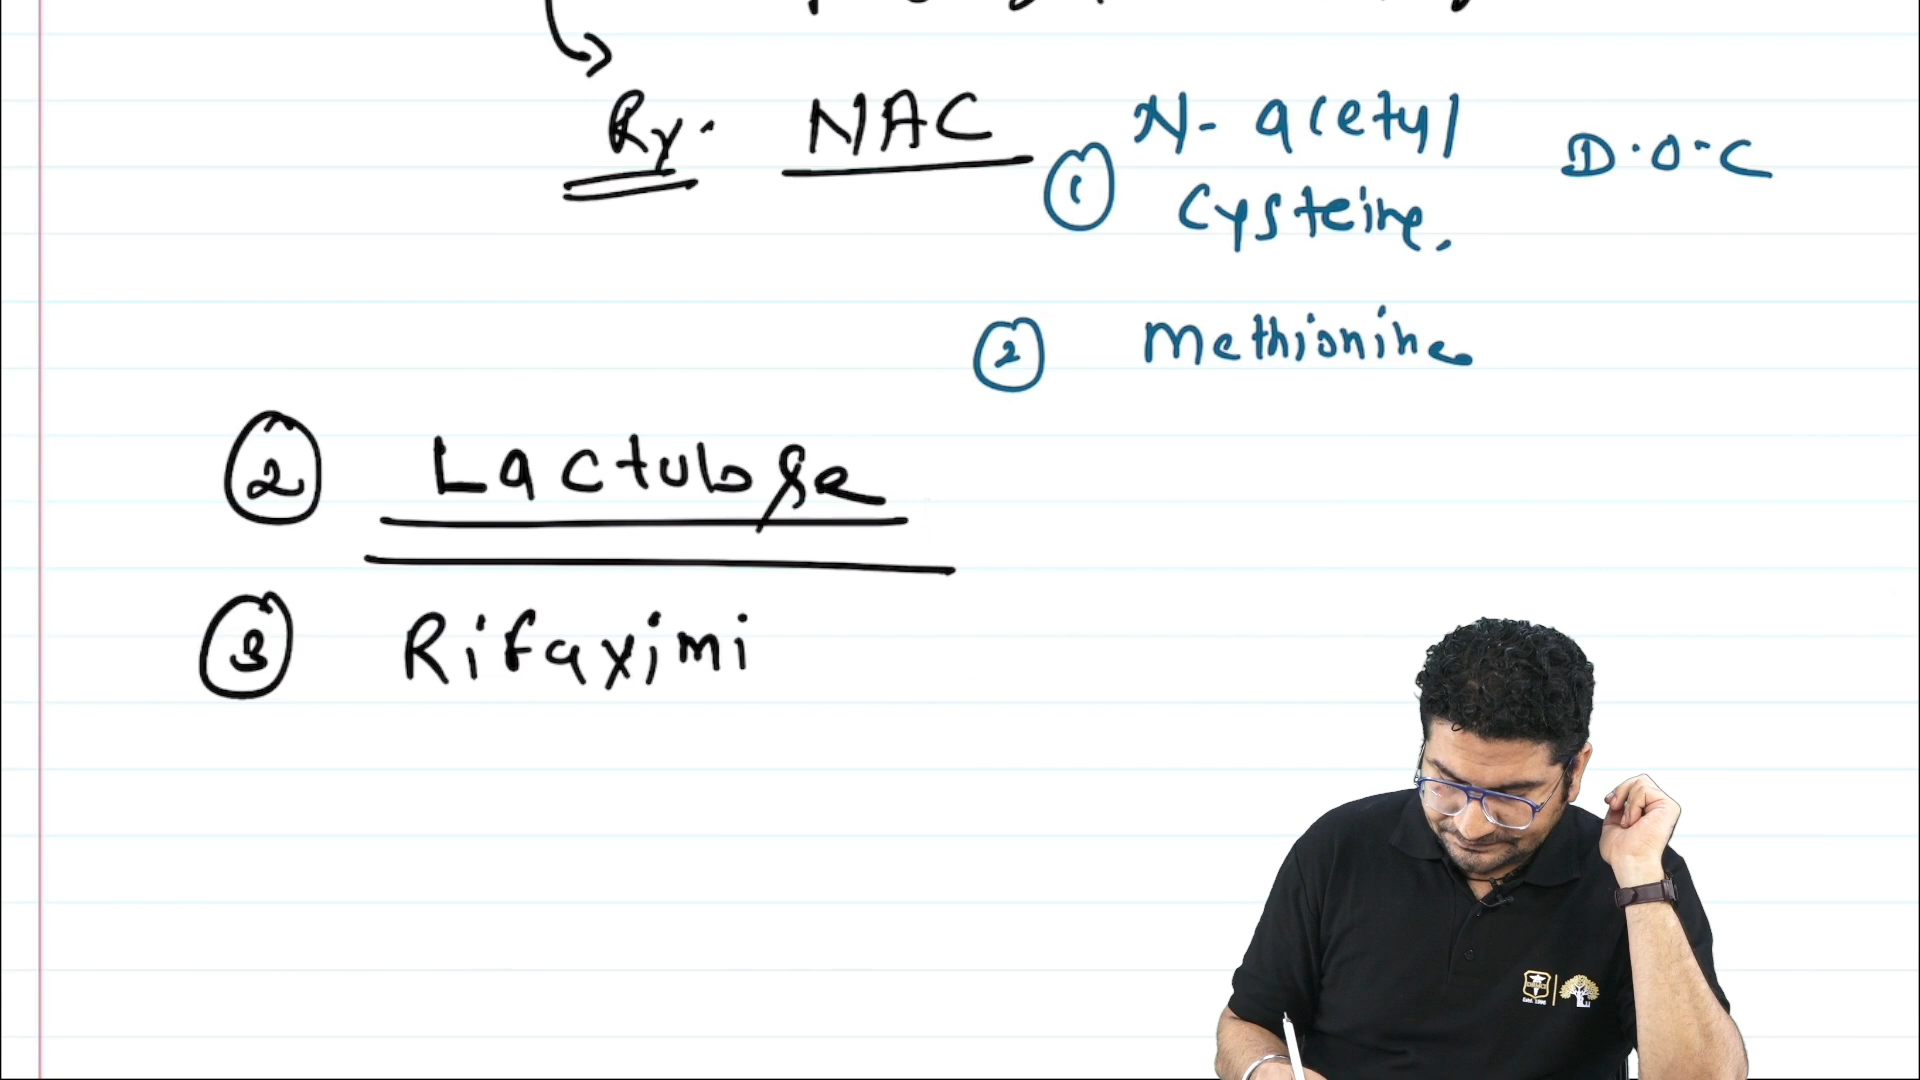 Rx. NAC
① N-acetyl Cysteine. D.O.C
② Methionine
② Lactulose
③ Rifaximi